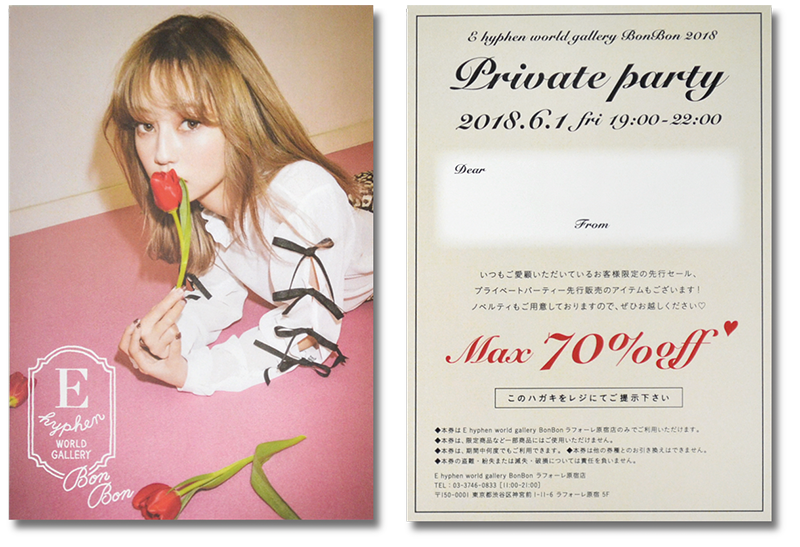 E
hyphen
WORLD
GALLERY
Bon
Bon
E hyphen world gallery BonBon 2018
Private party
2018.6.1 fri 19:00-22:00
Dear
From
いつもご愛顧いただいているお客様限定の先行セール、
プライベートパーティー先行販売のアイテムもございます！
ノベルティもご用意しておりますので、ぜひお越しください♡
Max 70%off♥
このハガキをレジにてご提示下さい
◆本券はE hyphen world gallery BonBon ラフォーレ原宿店のみでご利用いただけます。
◆本券は、限定商品など一部商品にはご使用いただけません。
◆本券は、期間中何度でもご利用できます。 ◆本券は他の券種とのお引き換えはできません。
◆本券の盗難・紛失または滅失・破損については責任を負いません。
E hyphen world gallery BonBon ラフォーレ原宿店
TEL：03-3746-0833 [11:00-21:00]
〒150-0001 東京都渋谷区神宮前 1-11-6 ラフォーレ原宿 5F